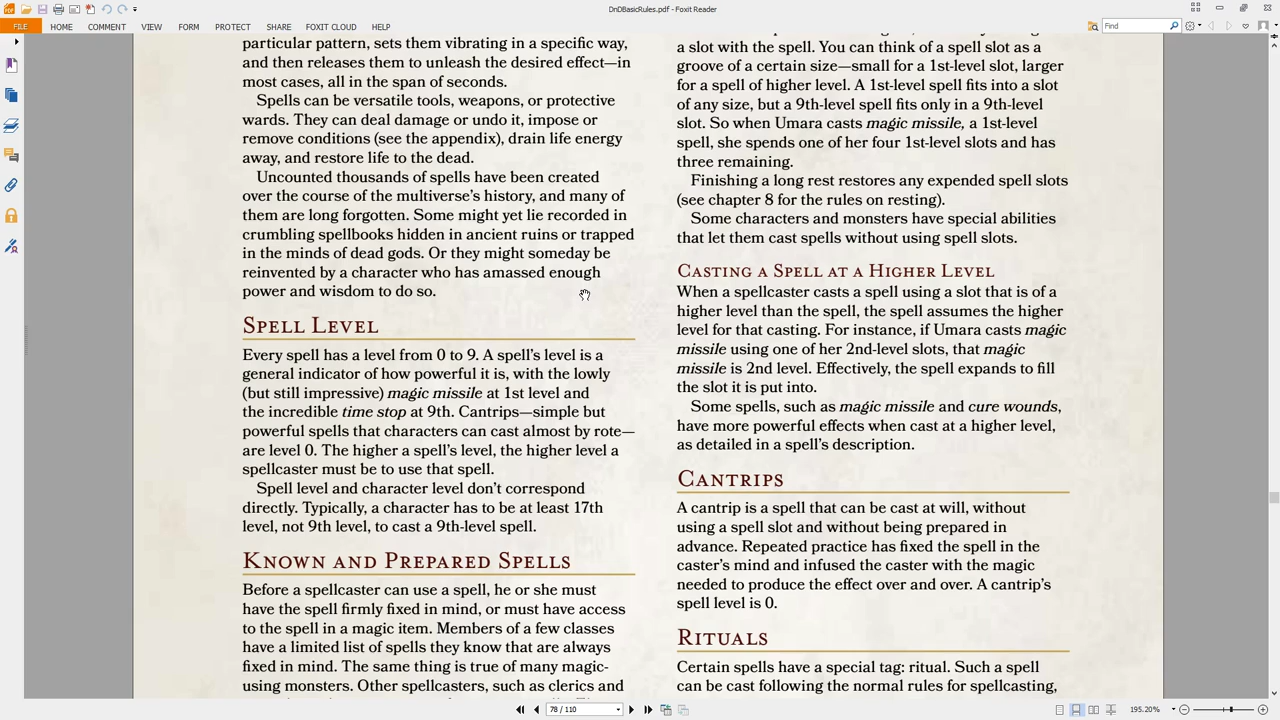 DnDBasicRules.pdf - Foxit Reader
FILE
HOME
COMMENT
VIEW
FORM
PROTECT
SHARE
FOXIT CLOUD
HELP
Find
particular pattern, sets them vibrating in a specific way,
and then releases them to unleash the desired effect—in
most cases, all in the span of seconds.
Spells can be versatile tools, weapons, or protective
wards. They can deal damage or undo it, impose or
remove conditions (see the appendix), drain life energy
away, and restore life to the dead.
Uncounted thousands of spells have been created
over the course of the multiverse's history, and many of
them are long forgotten. Some might yet lie recorded in
crumbling spellbooks hidden in ancient ruins or trapped
in the minds of dead gods. Or they might someday be
reinvented by a character who has amassed enough
power and wisdom to do so.
Spell Level
Every spell has a level from 0 to 9. A spell's level is a
general indicator of how powerful it is, with the lowly
(but still impressive) magic missile at 1st level and
the incredible time stop at 9th. Cantrips—simple but
powerful spells that characters can cast almost by rote—
are level 0. The higher a spell's level, the higher level a
spellcaster must be to use that spell.
Spell level and character level don't correspond
directly. Typically, a character has to be at least 17th
level, not 9th level, to cast a 9th-level spell.
Known and Prepared Spells
Before a spellcaster can use a spell, he or she must
have the spell firmly fixed in mind, or must have access
to the spell in a magic item. Members of a few classes
have a limited list of spells they know that are always
fixed in mind. The same thing is true of many magic-
using monsters. Other spellcasters, such as clerics and
a slot with the spell. You can think of a spell slot as a
groove of a certain size—small for a 1st-level slot, larger
for a spell of higher level. A 1st-level spell fits into a slot
of any size, but a 9th-level spell fits only in a 9th-level
slot. So when Umara casts magic missile, a 1st-level
spell, she spends one of her four 1st-level slots and has
three remaining.
Finishing a long rest restores any expended spell slots
(see chapter 8 for the rules on resting).
Some characters and monsters have special abilities
that let them cast spells without using spell slots.
Casting a Spell at a Higher Level
When a spellcaster casts a spell using a slot that is of a
higher level than the spell, the spell assumes the higher
level for that casting. For instance, if Umara casts magic
missile using one of her 2nd-level slots, that magic
missile is 2nd level. Effectively, the spell expands to fill
the slot it is put into.
Some spells, such as magic missile and cure wounds,
have more powerful effects when cast at a higher level,
as detailed in a spell's description.
Cantrips
A cantrip is a spell that can be cast at will, without
using a spell slot and without being prepared in
advance. Repeated practice has fixed the spell in the
caster's mind and infused the caster with the magic
needed to produce the effect over and over. A cantrip's
spell level is 0.
Rituals
Certain spells have a special tag: ritual. Such a spell
can be cast following the normal rules for spellcasting,
78 / 110
195.20%